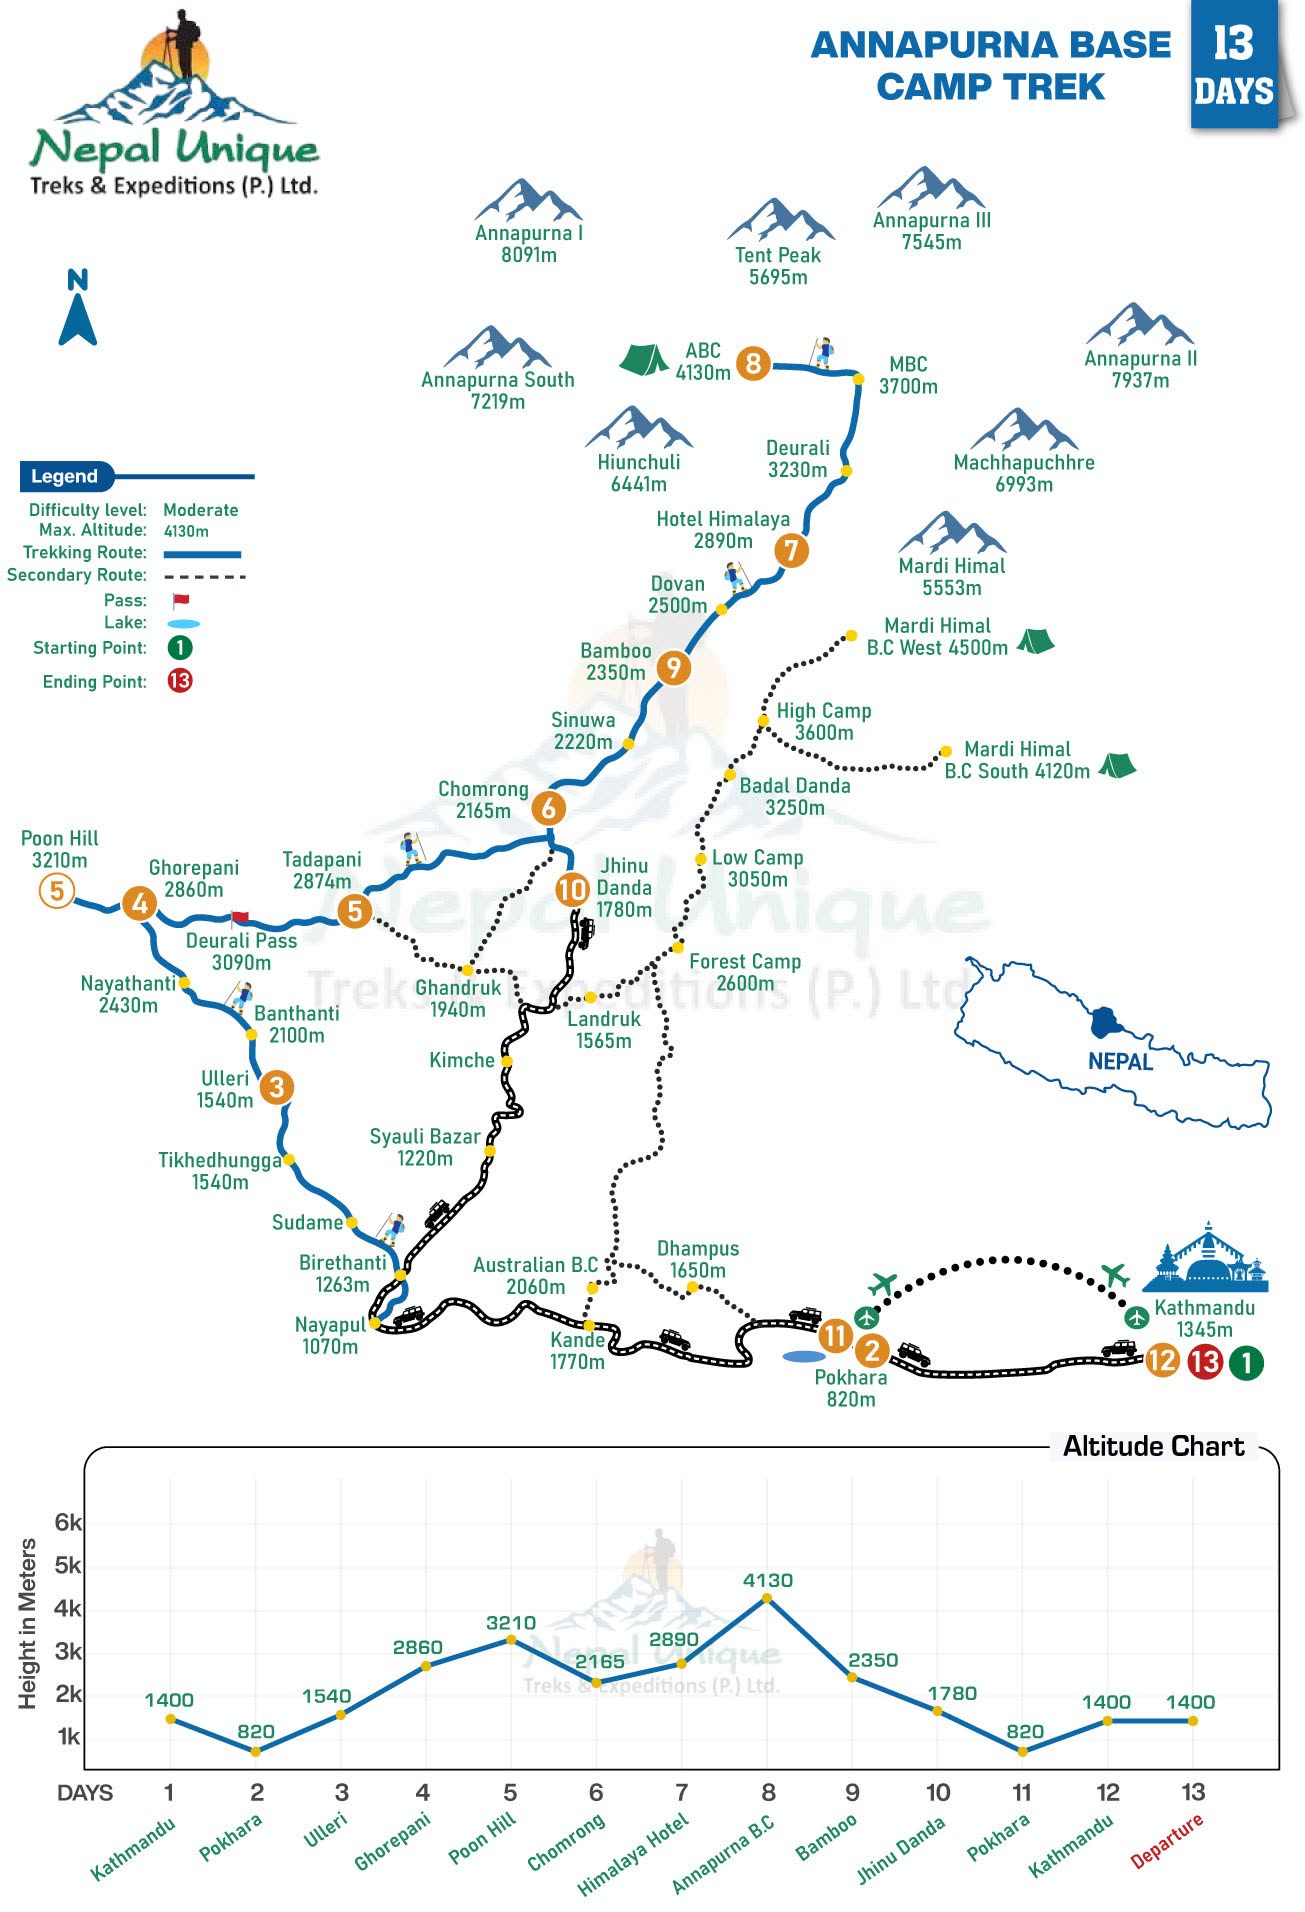 Nepal Unique
Treks & Expeditions (P.) Ltd.
ANNAPURNA BASE
CAMP TREK
13
DAYS
Annapurna I
8091m
Tent Peak
5695m
Annapurna III
7545m
N
Annapurna South
7219m
ABC
4130m
8
MBC
3700m
Annapurna II
7937m
Hiunchuli
6441m
Deurali
3230m
Machhapuchhre
6993m
Legend
Difficulty level: Moderate
Max. Altitude: 4130m
Trekking Route:
Secondary Route:
Pass:
Lake:
Starting Point: 1
Ending Point: 13
Hotel Himalaya
2890m
7
Mardi Himal
5553m
Dovan
2500m
Mardi Himal
B.C West 4500m
Bamboo
2350m
9
Sinuwa
2220m
High Camp
3600m
Mardi Himal
B.C South 4120m
Chomrong
2165m
6
Badal Danda
3250m
Poon Hill
3210m
5
Ghorepani
2860m
4
Tadapani
2874m
5
Jhinu
Danda
1780m
10
Low Camp
3050m
Nepal Unique
Treks & Expeditions (P.) Ltd.
Deurali Pass
3090m
Forest Camp
2600m
Nayathanti
2430m
Ghandruk
1940m
Landruk
1565m
Banthanti
2100m
Kimche
NEPAL
Ulleri
1540m
3
Syauli Bazar
1220m
Tikhedhungga
1540m
Sudame
Birethanti
1263m
Australian B.C
2060m
Dhampus
1650m
Nayapul
1070m
Kande
1770m
11
2
Pokhara
820m
Kathmandu
1345m
12
13
1
Altitude Chart
Height in Meters
6k
5k
4k
3k
2k
1k
Nepal Unique
Treks & Expeditions (P.) Ltd.
1400
820
1540
2860
3210
2165
2890
4130
2350
1780
820
1400
1400
DAYS 1 2 3 4 5 6 7 8 9 10 11 12 13
Kathmandu
Pokhara
Ulleri
Ghorepani
Poon Hill
Chomrong
Himalaya Hotel
Annapurna B.C
Bamboo
Jhinu Danda
Pokhara
Kathmandu
Departure